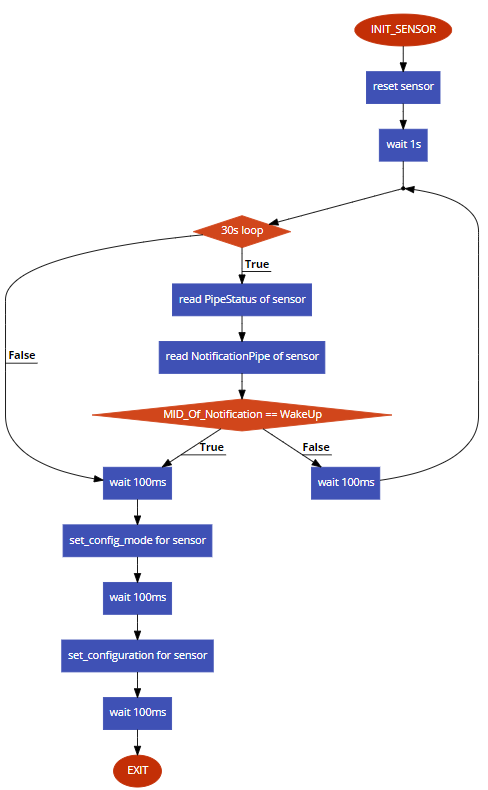 INIT_SENSOR
reset sensor
wait 1s
30s loop
True
read PipeStatus of sensor
False
read NotificationPipe of sensor
MID_Of_Notification == WakeUp
True
False
wait 100ms
wait 100ms
set_config_mode for sensor
wait 100ms
set_configuration for sensor
wait 100ms
EXIT